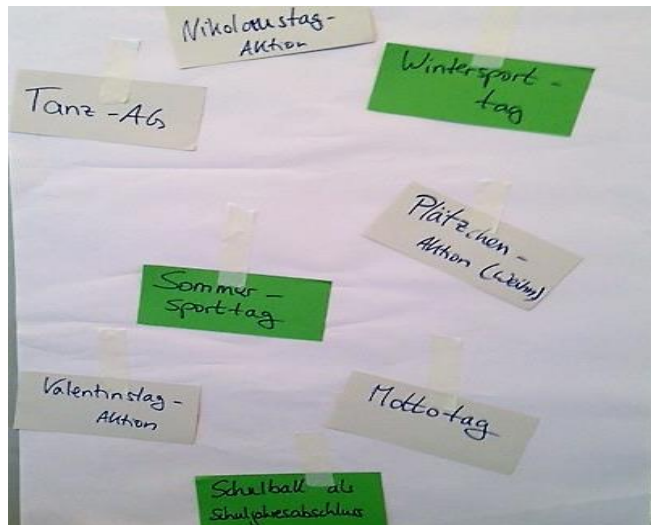 Nikolaustag-
Aktion
Wintersport-
tag
Tanz-AG
Plätzchen-
Aktion (Weihn)
Sommer-
sporttag
Valentinstag-
Aktion
Mottotag
Schulball als
Schuljahresabschluss